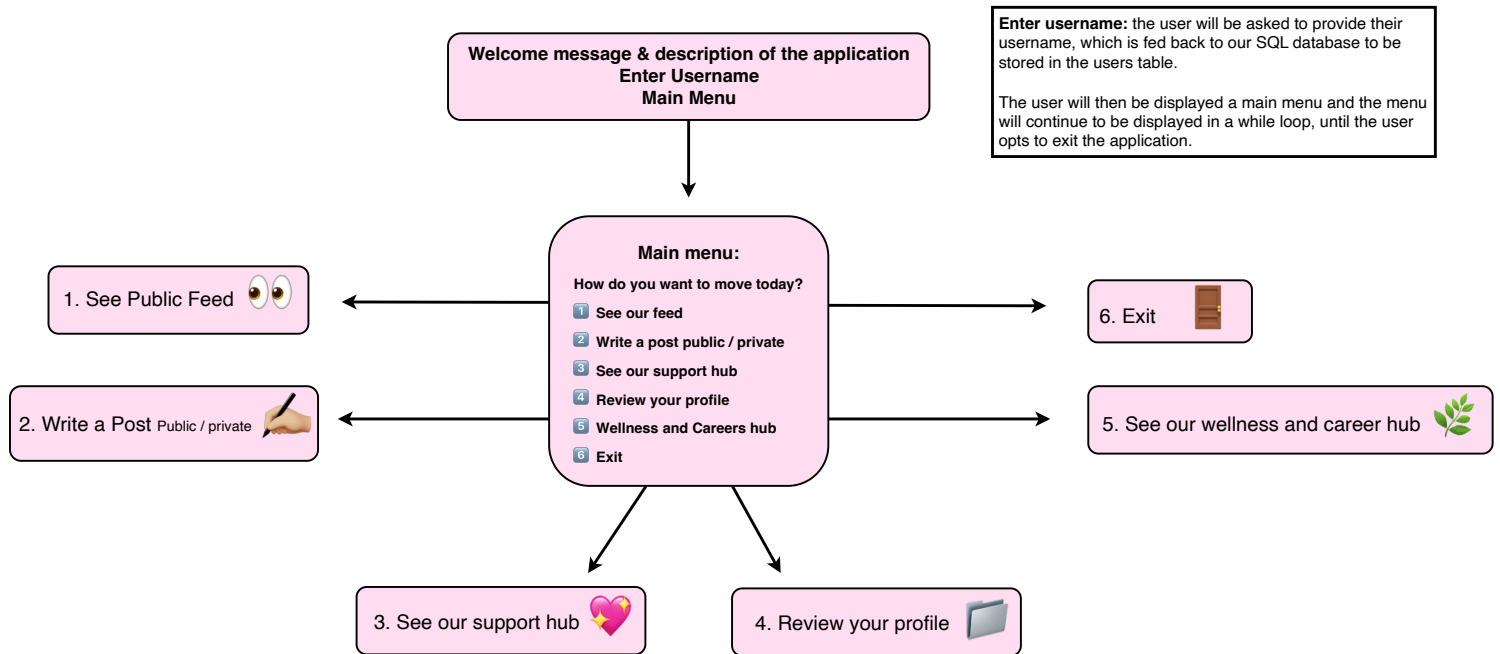 Welcome message & description of the application
Enter Username
Main Menu
Enter username: the user will be asked to provide their
username, which is fed back to our SQL database to be
stored in the users table.
The user will then be displayed a main menu and the menu
will continue to be displayed in a while loop, until the user
opts to exit the application.
Main menu:
How do you want to move today?
1 See our feed
2 Write a post public / private
3 See our support hub
4 Review your profile
5 Wellness and Careers hub
6 Exit
1. See Public Feed
2. Write a Post Public / private
3. See our support hub
4. Review your profile
5. See our wellness and career hub
6. Exit